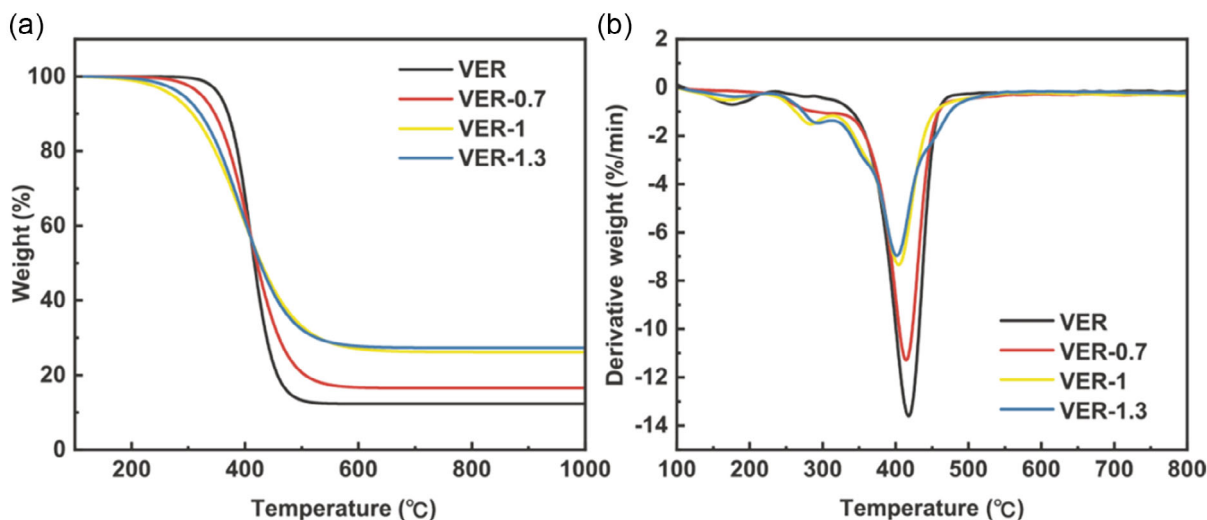 (a)
Weight (%)
100
80
60
40
20
0
VER
VER-0.7
VER-1
VER-1.3
200
400
600
800
1000
Temperature (℃)
(b)
Derivative weight (%/min)
2
0
-2
-4
-6
-8
-10
-12
-14
VER
VER-0.7
VER-1
VER-1.3
100
200
300
400
500
600
700
800
Temperature (℃)